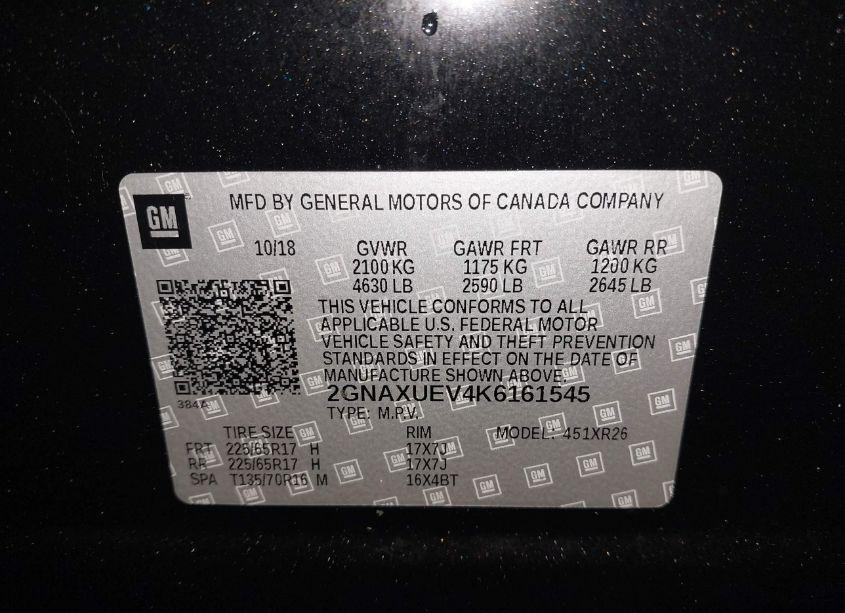 GM
MFD BY GENERAL MOTORS OF CANADA COMPANY
10/18 GVWR GAWR FRT GAWR RR
2100 KG 1175 KG 1200 KG
4630 LB 2590 LB 2645 LB
THIS VEHICLE CONFORMS TO ALL
APPLICABLE U.S. FEDERAL MOTOR
VEHICLE SAFETY AND THEFT PREVENTION
STANDARDS IN EFFECT ON THE DATE OF
MANUFACTURE SHOWN ABOVE.
2GNAXUEV4K6161545
384A
TYPE: M.P.V.
TIRE SIZE RIM MODEL: 451XR26
FRT 225/65R17 H 17X7J
RR 225/65R17 H 17X7J
SPA T135/70R16 M 16X4BT